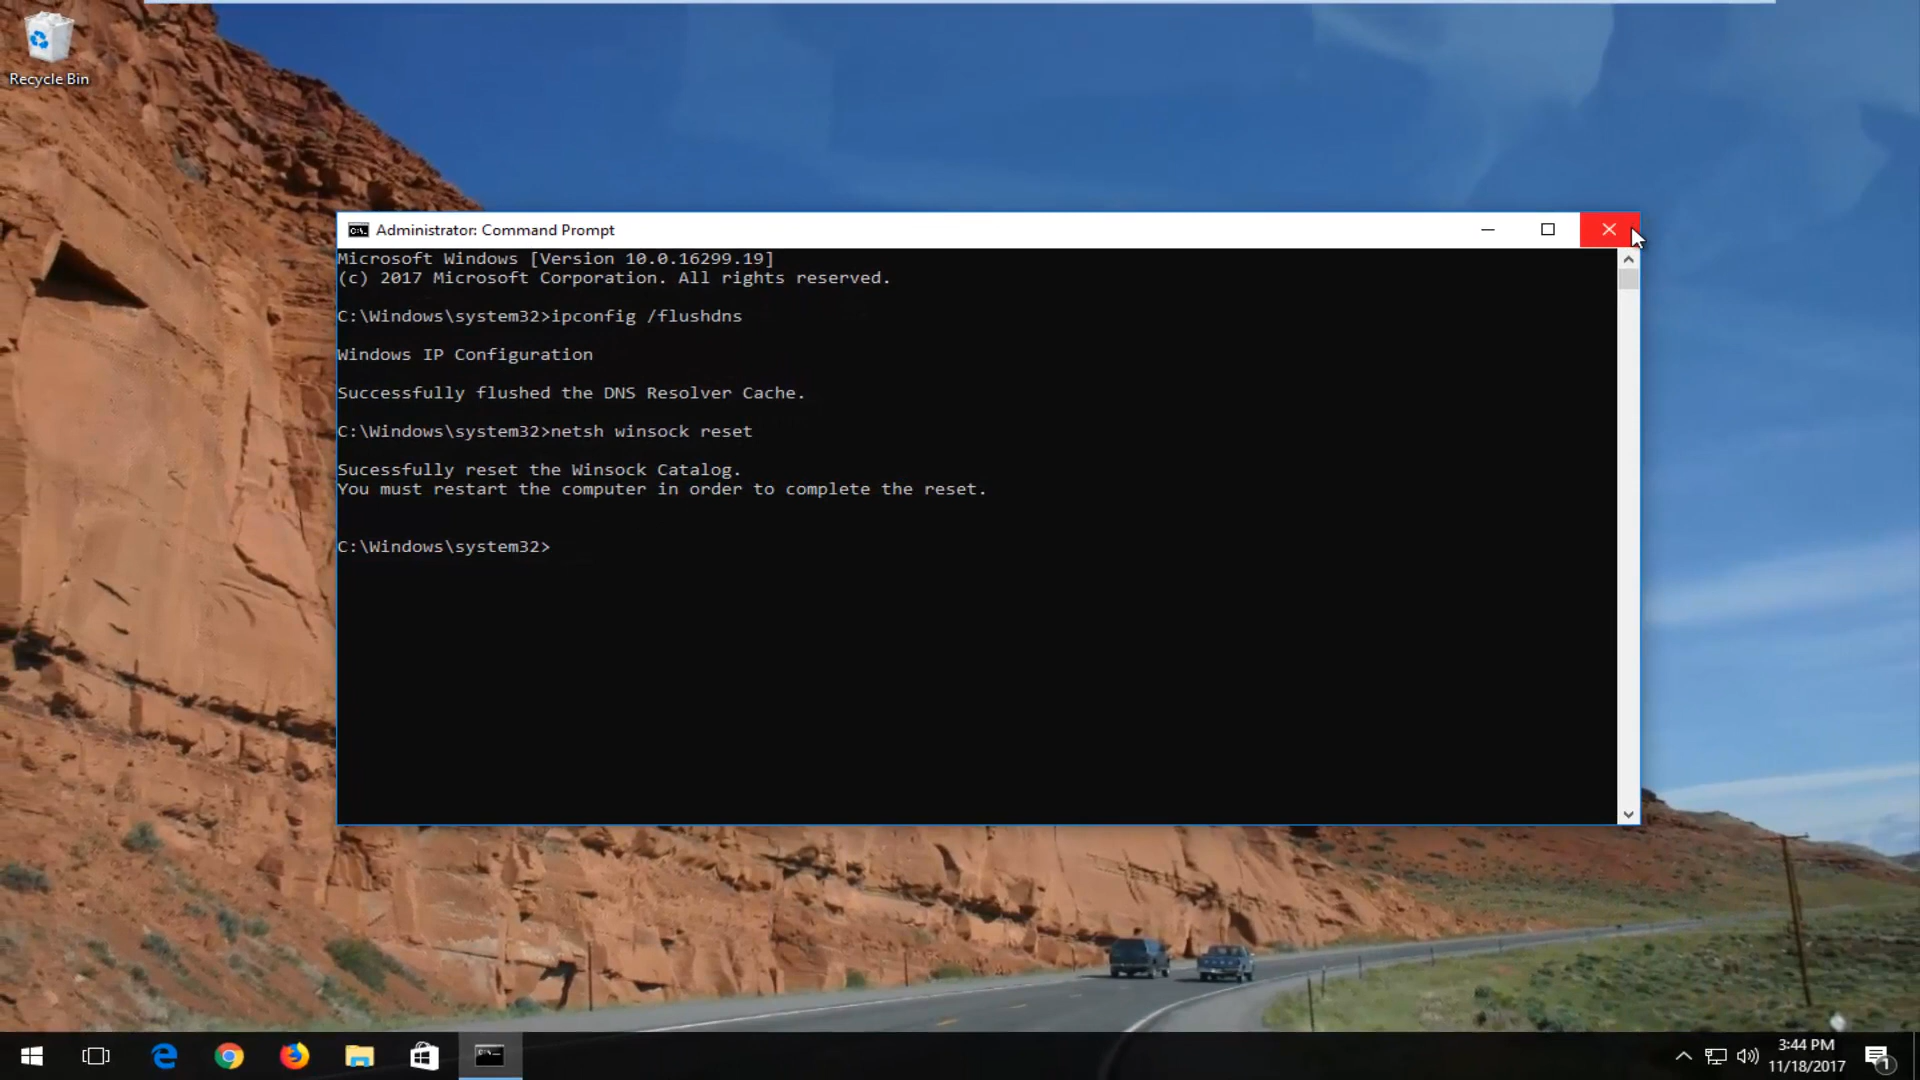 Recycle Bin
Administrator: Command Prompt
Microsoft Windows [Version 10.0.16299.19]
(c) 2017 Microsoft Corporation. All rights reserved.
C:\Windows\system32>ipconfig /flushdns
Windows IP Configuration
Successfully flushed the DNS Resolver Cache.
C:\Windows\system32>netsh winsock reset
Sucessfully reset the Winsock Catalog.
You must restart the computer in order to complete the reset.
C:\Windows\system32>
3:44 PM
11/18/2017
1